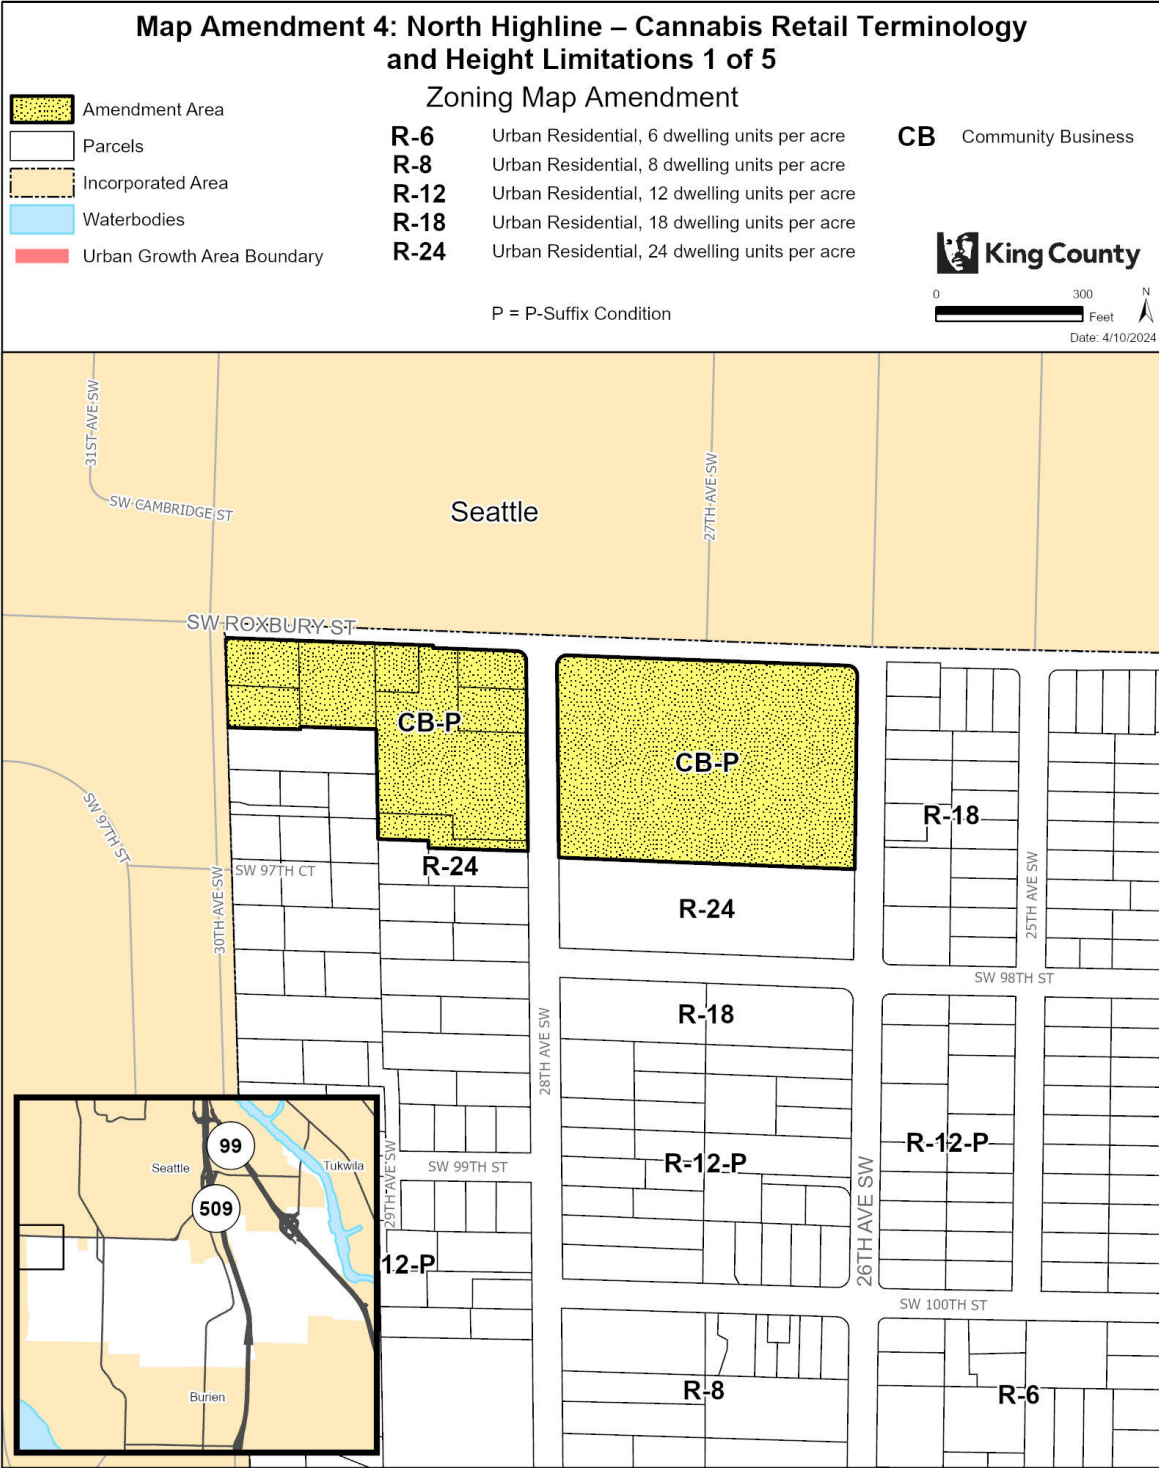 Map Amendment 4: North Highline – Cannabis Retail Terminology
and Height Limitations 1 of 5
Zoning Map Amendment
Amendment Area
Parcels
Incorporated Area
Waterbodies
Urban Growth Area Boundary
R-6 Urban Residential, 6 dwelling units per acre
R-8 Urban Residential, 8 dwelling units per acre
R-12 Urban Residential, 12 dwelling units per acre
R-18 Urban Residential, 18 dwelling units per acre
R-24 Urban Residential, 24 dwelling units per acre
P = P-Suffix Condition
CB Community Business
King County
0 300
Feet
N
Date: 4/10/2024
31ST AVE SW
SW CAMBRIDGE ST
Seattle
27TH AVE SW
SW ROXBURY ST
CB-P
CB-P
R-18
SW 97TH ST
SW 97TH CT
R-24
30TH AVE SW
R-24
25TH AVE SW
SW 98TH ST
R-18
28TH AVE SW
R-12-P
R-12-P
SW 99TH ST
29TH AVE SW
26TH AVE SW
12-P
SW 100TH ST
R-8
R-6
99
Seattle
Tukwila
509
Burien